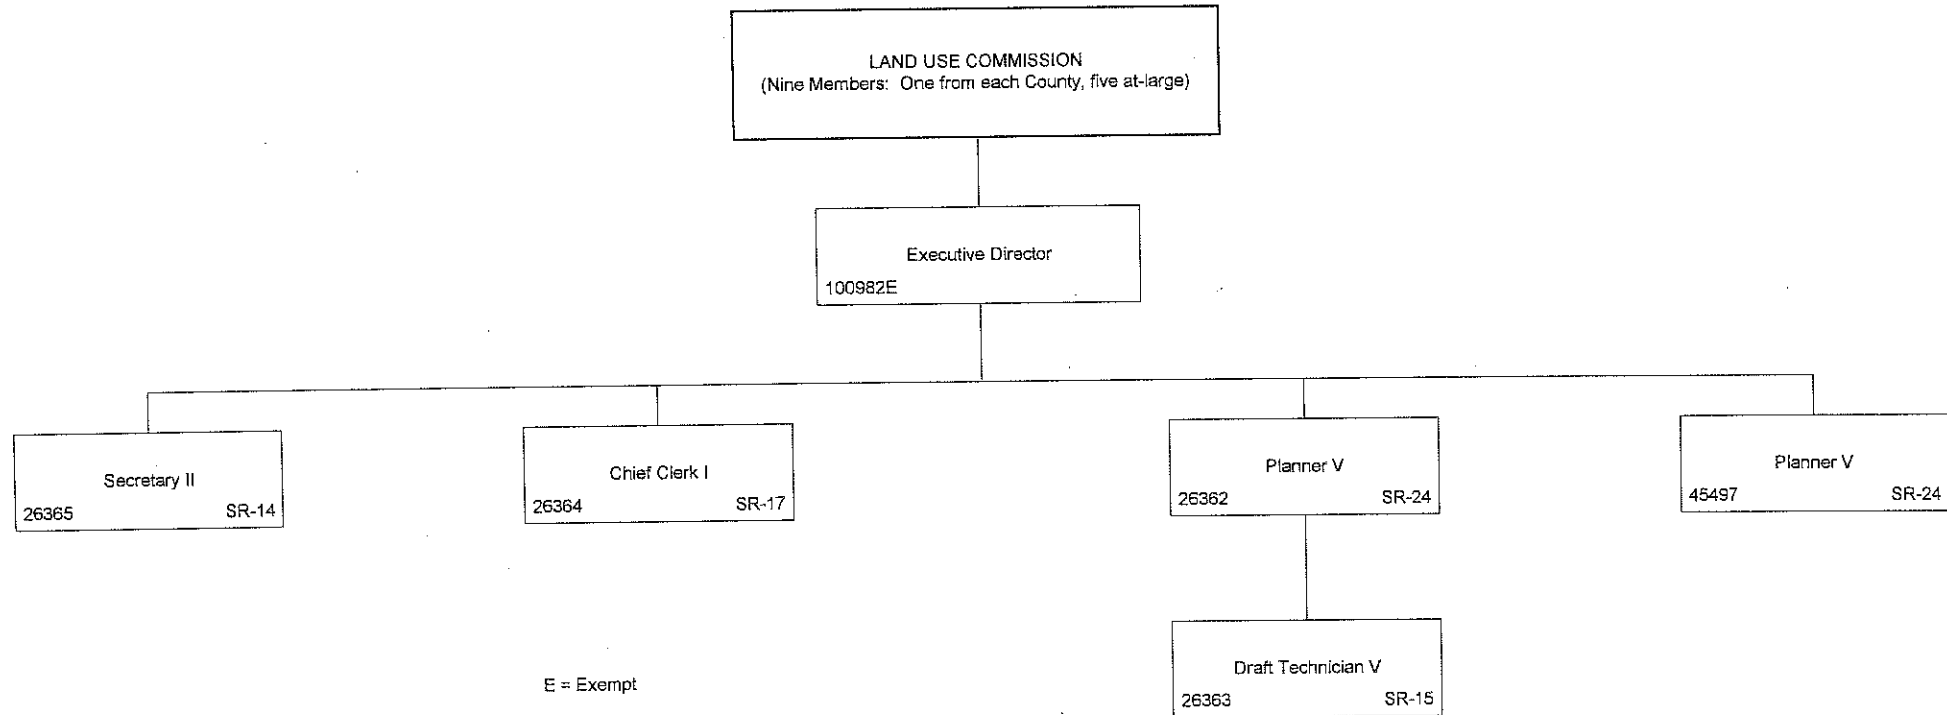 LAND USE COMMISSION
(Nine Members: One from each County, five at-large)
Executive Director
100982E
Secretary II
26365 SR-14
Chief Clerk I
26364 SR-17
Planner V
26362 SR-24
Planner V
45497 SR-24
Draft Technician V
26363 SR-15
E = Exempt